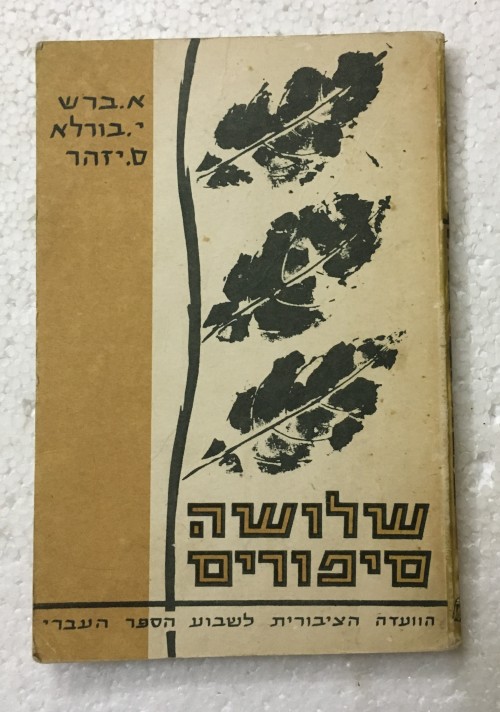 א. ברש
י. בורלא
ס. יזהר
שלושה
סיפורים
הוועדה הציבורית לשבוע הספר העברי